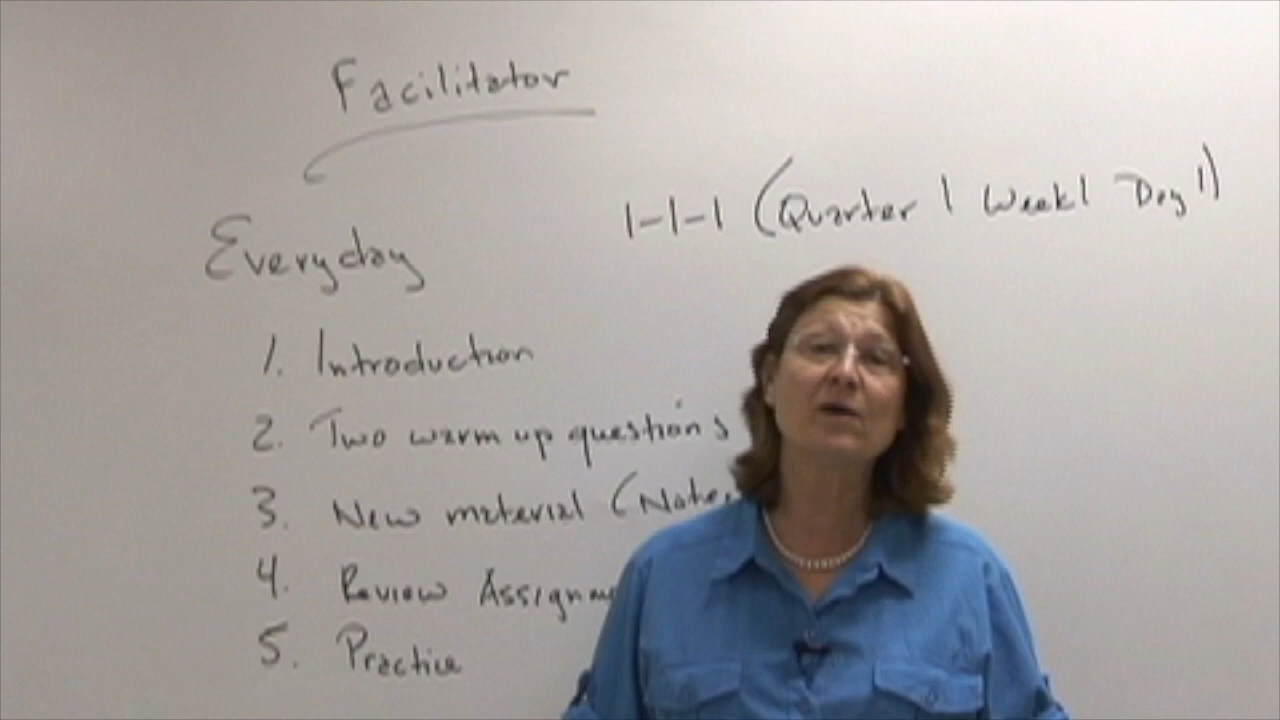 Facilitator
1-1-1 (Quarter 1 Week 1 Day 1)
Everyday
1. Introduction
2. Two warm up questions
3. New material (Note
4. Review Assignm
5. Practice